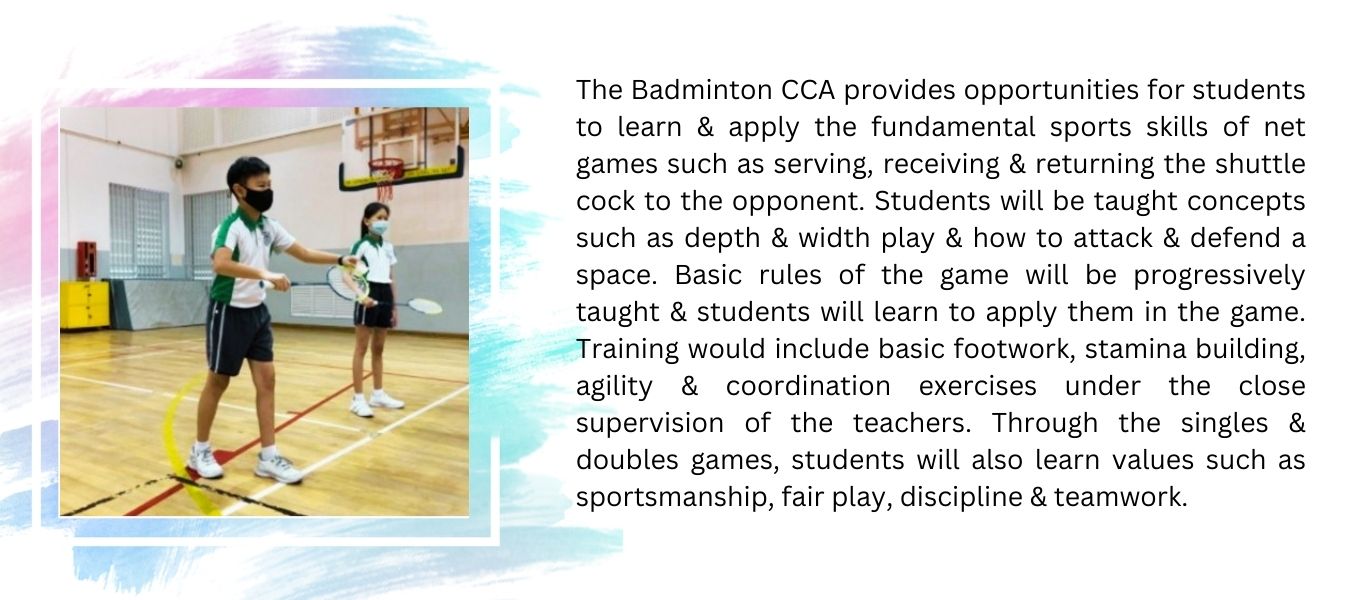 The Badminton CCA provides opportunities for students
to learn & apply the fundamental sports skills of net
games such as serving, receiving & returning the shuttle
cock to the opponent. Students will be taught concepts
such as depth & width play & how to attack & defend a
space. Basic rules of the game will be progressively
taught & students will learn to apply them in the game.
Training would include basic footwork, stamina building,
agility & coordination exercises under the close
supervision of the teachers. Through the singles &
doubles games, students will also learn values such as
sportsmanship, fair play, discipline & teamwork.